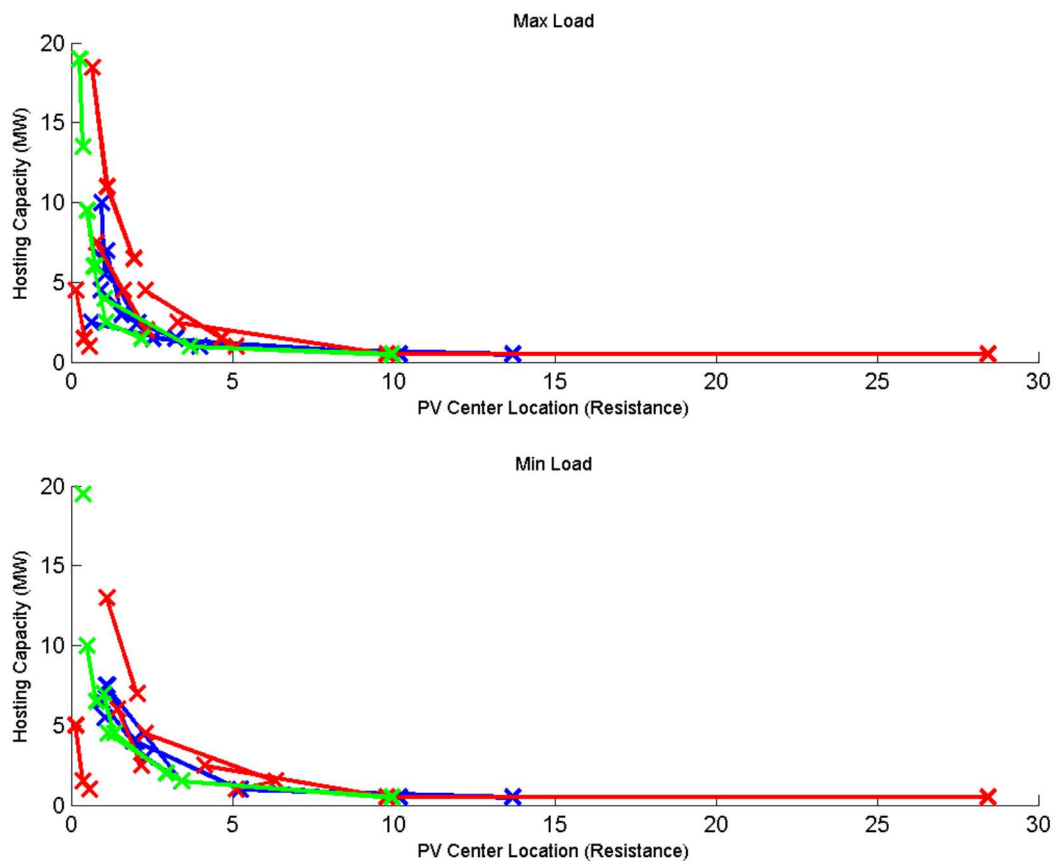 Max Load
20
15
10
5
0
0 5 10 15 20 25 30
Hosting Capacity (MW)
PV Center Location (Resistance)
Min Load
20
15
10
5
0
0 5 10 15 20 25 30
Hosting Capacity (MW)
PV Center Location (Resistance)